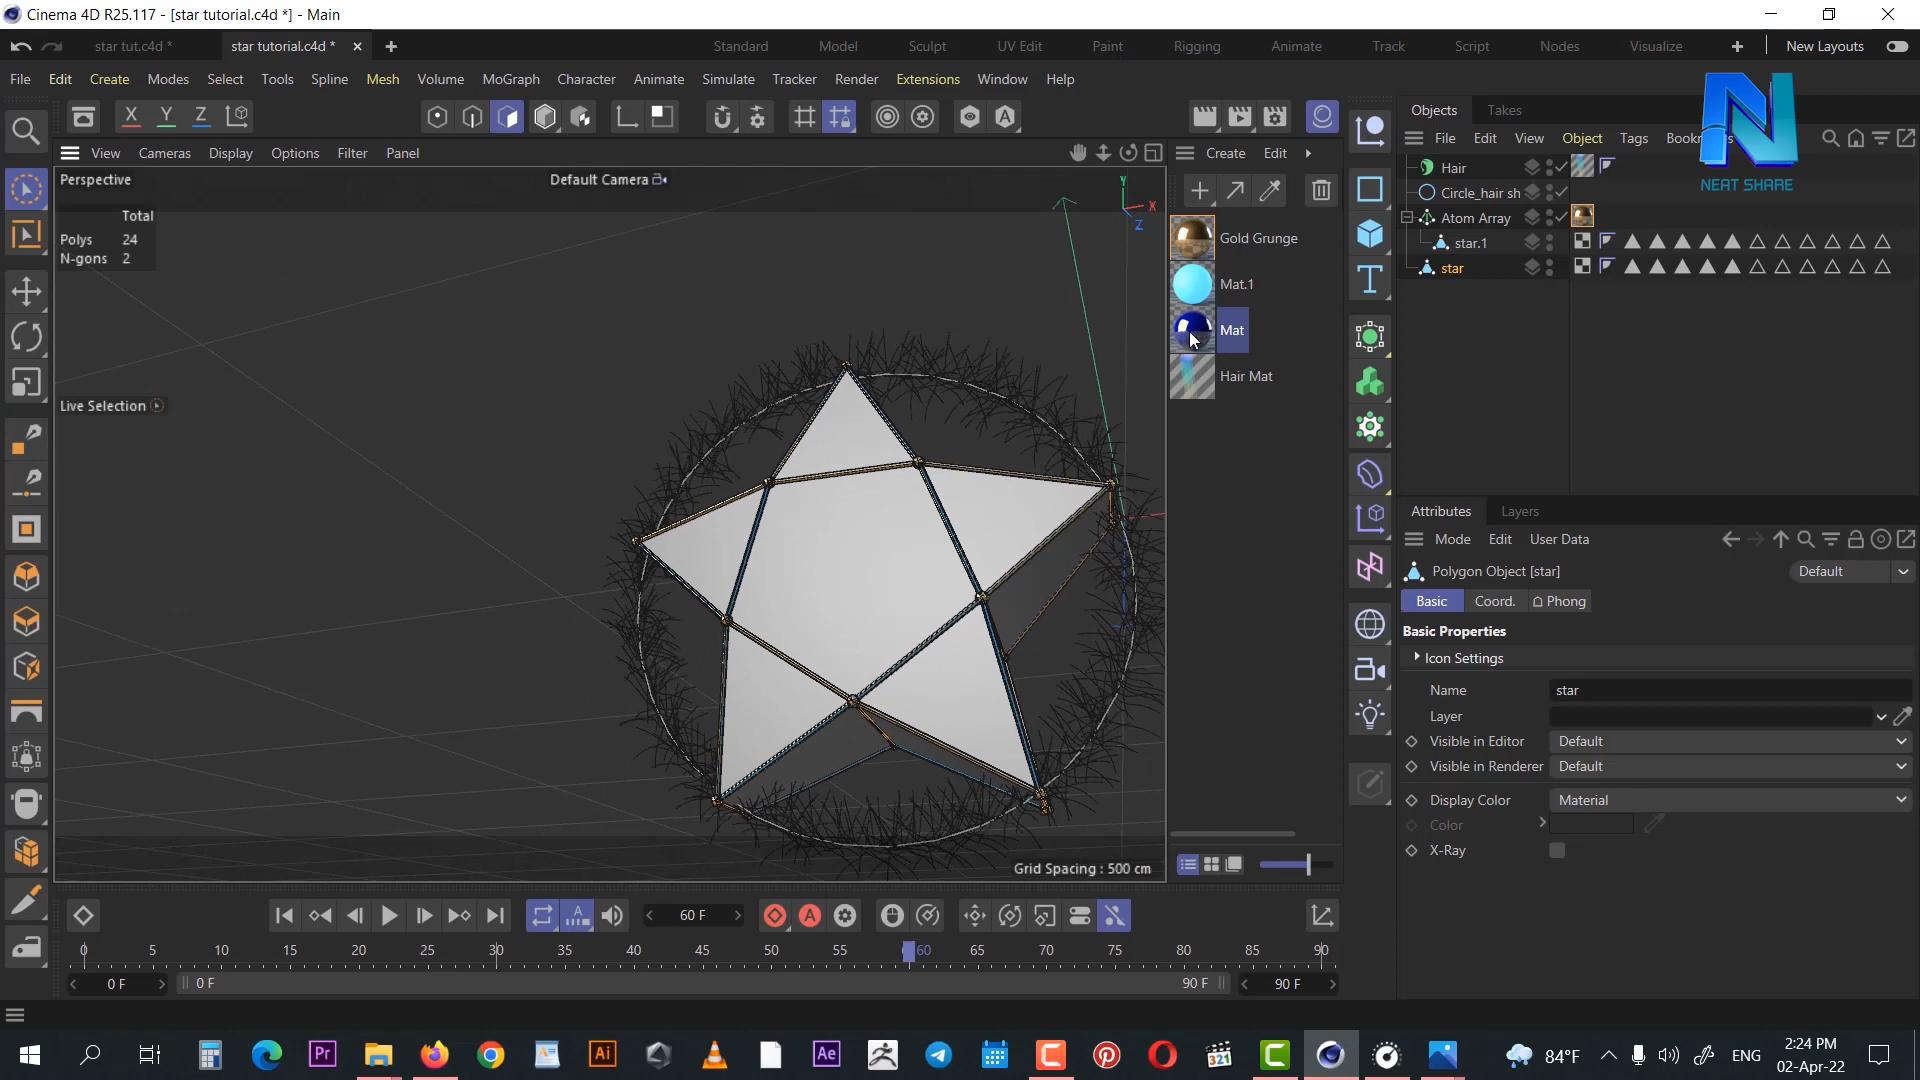 Cinema 4D R25.117 - [star tutorial.c4d *] - Main
star tut.c4d * star tutorial.c4d * Standard Model Sculpt UV Edit Paint Rigging Animate Track Script Nodes Visualize New Layouts
File Edit Create Modes Select Tools Spline Mesh Volume MoGraph Character Animate Simulate Tracker Render Extensions Window Help
X Y Z
Objects Takes
File Edit View Object Tags
NEAT SHARE
View Cameras Display Options Filter Panel
Create Edit
Perspective Default Camera
Total
Polys 24
N-gons 2
Live Selection
Y
X
Z
Gold Grunge
Mat.1
Mat
Hair Mat
Hair
Circle_hair sh
Atom Array
star.1
star
Grid Spacing : 500 cm
Attributes Layers
Mode Edit User Data
Polygon Object [star] Default
Basic Coord. Phong
Basic Properties
Icon Settings
Name star
Layer
Visible in Editor Default
Visible in Renderer Default
Display Color Material
Color
X-Ray
60 F
0 5 10 15 20 25 30 35 40 45 50 55 60 65 70 75 80 85 90
0 F 0 F 90 F 90 F
Pr Ai Ae 321 84°F ENG 2:24 PM
02-Apr-22